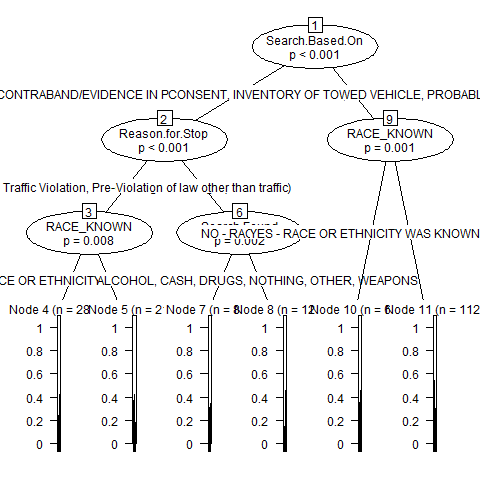 1
Search.Based.On
p < 0.001
CONTRABAND/EVIDENCE IN PCONSENT, INVENTORY OF TOWED VEHICLE, PROBABL
2
Reason.for.Stop
p < 0.001
9
RACE_KNOWN
p = 0.001
Traffic Violation, Pre-Violation of law other than traffic)
3
RACE_KNOWN
p = 0.008
6
p = 0.002
NO - RAYES - RACE OR ETHNICITY WAS KNOWN
CE OR ETHNICITYALCOHOL, CASH, DRUGS, NOTHING, OTHER, WEAPONS
Node 4 (n = 28 Node 5 (n = 2 Node 7 (n = 8 Node 8 (n = 12 Node 10 (n = 6 Node 11 (n = 112
1 1 1 1 1 1
0.8 0.8 0.8 0.8 0.8 0.8
0.6 0.6 0.6 0.6 0.6 0.6
0.4 0.4 0.4 0.4 0.4 0.4
0.2 0.2 0.2 0.2 0.2 0.2
0 0 0 0 0 0